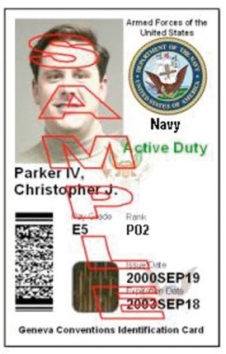 Armed Forces of the
United States
DEPARTMENT OF THE NAVY
UNITED STATES OF AMERICA
Navy
Active Duty
SAMPLE
Parker IV,
Christopher J.
Pay Grade Rank
E5 PO2
Issue Date
2000SEP19
Expiration Date
2003SEP18
Geneva Conventions Identification Card